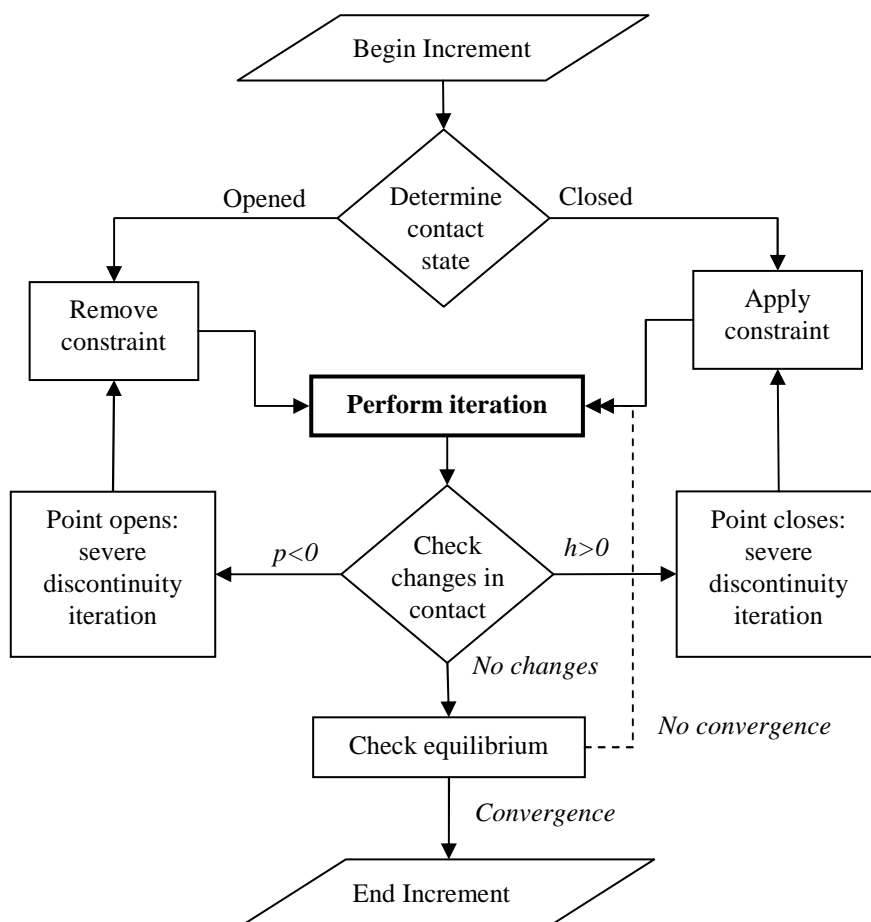 Begin Increment
Determine
contact
state
Opened
Closed
Remove
constraint
Apply
constraint
Perform iteration
Point opens:
severe
discontinuity
iteration
p<0
Check
changes in
contact
h>0
Point closes:
severe
discontinuity
iteration
No changes
Check equilibrium
No convergence
Convergence
End Increment